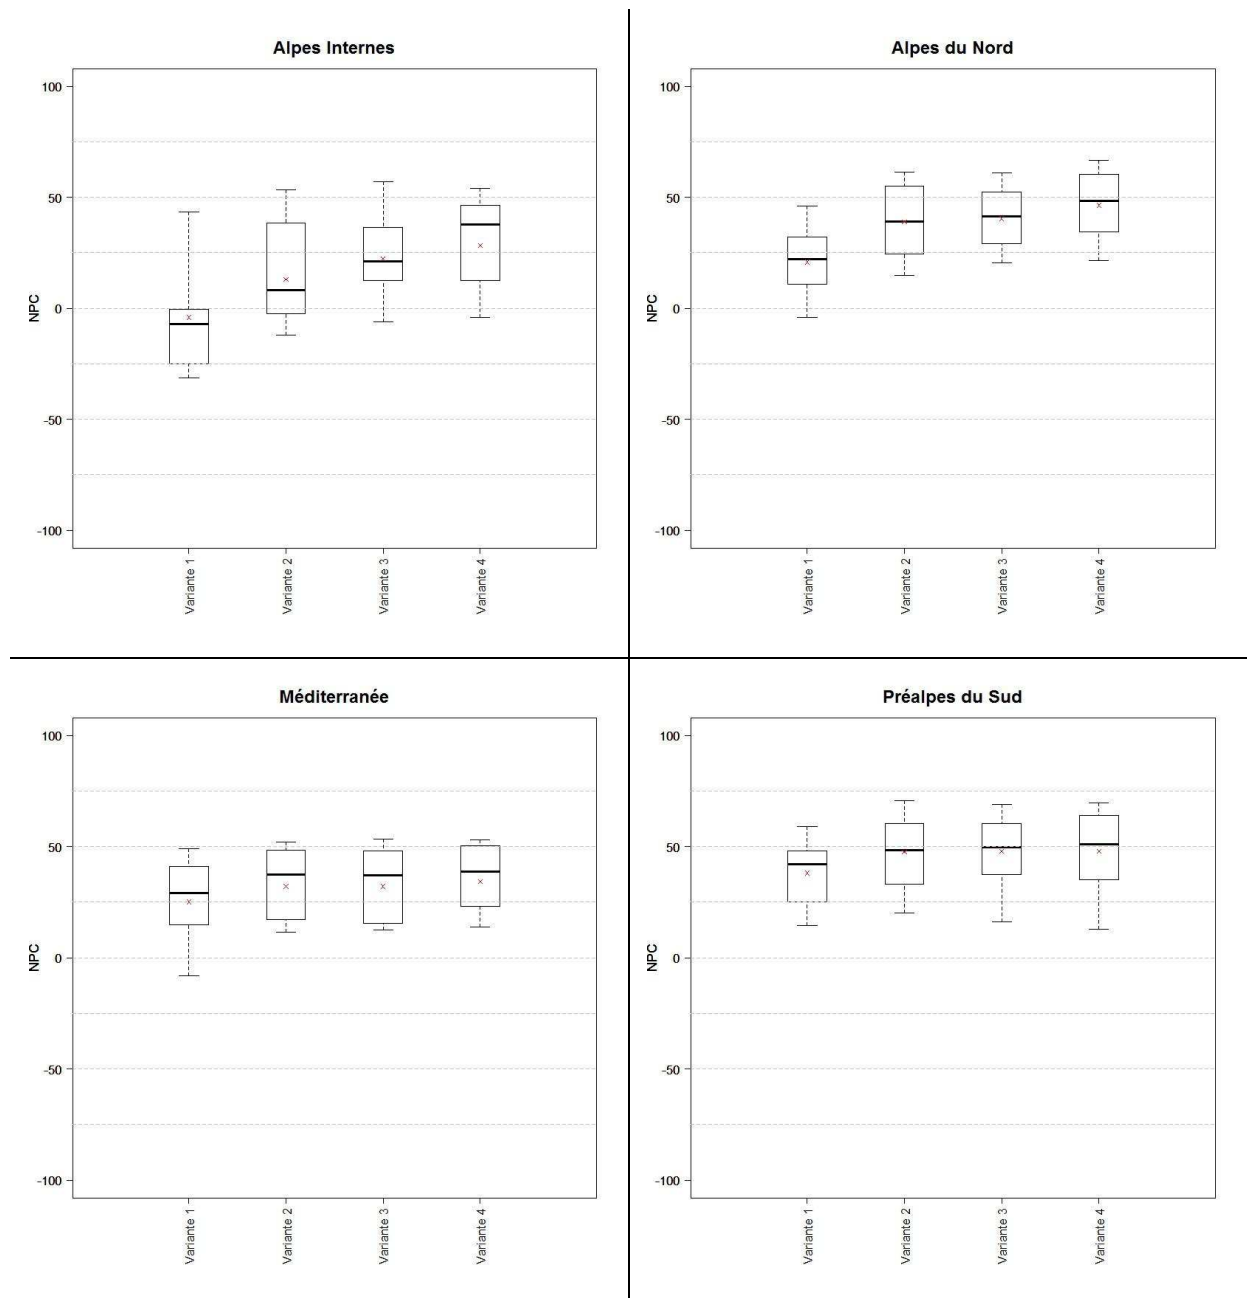 Alpes Internes
100
50
0
-50
-100
NPC
Variante 1
Variante 2
Variante 3
Variante 4
Alpes du Nord
100
50
0
-50
-100
NPC
Variante 1
Variante 2
Variante 3
Variante 4
Méditerranée
100
50
0
-50
-100
NPC
Variante 1
Variante 2
Variante 3
Variante 4
Préalpes du Sud
100
50
0
-50
-100
NPC
Variante 1
Variante 2
Variante 3
Variante 4